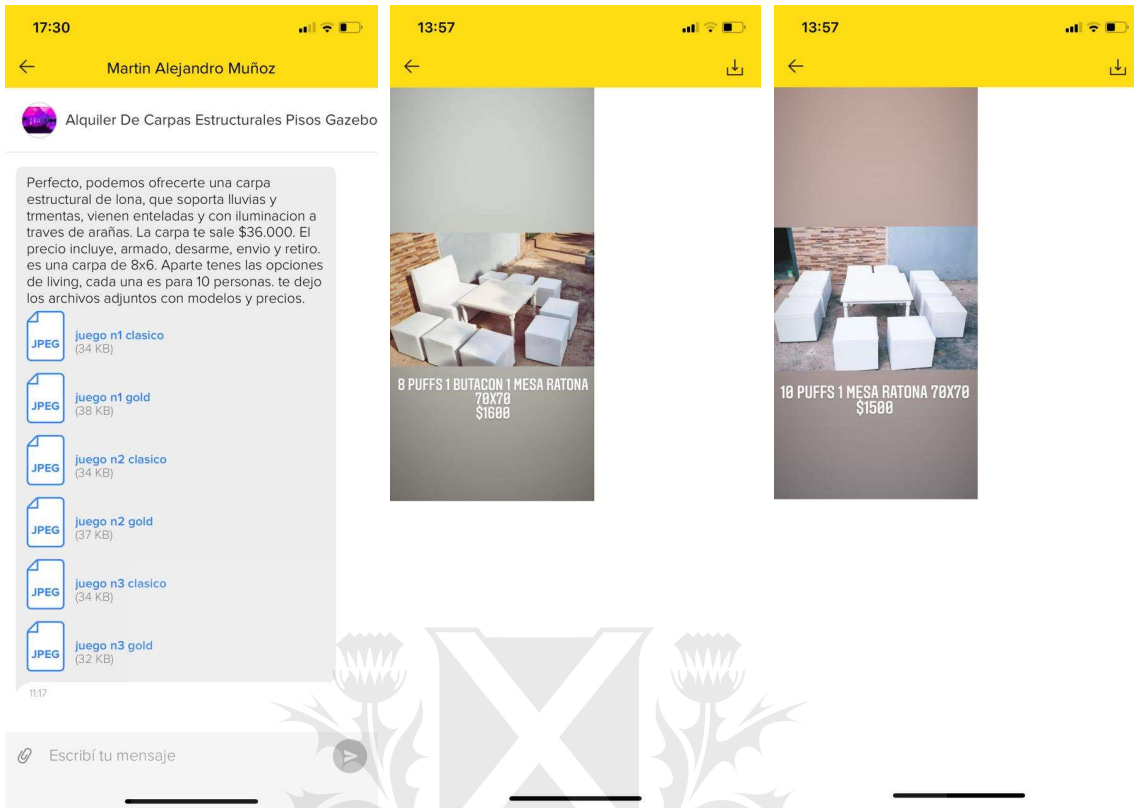 17:30
Martin Alejandro Muñoz
Alquiler De Carpas Estructurales Pisos Gazebo
Perfecto, podemos ofrecerte una carpa
estructural de lona, que soporta lluvias y
trmentas, vienen enteladas y con iluminacion a
traves de arañas. La carpa te sale $36.000. El
precio incluye, armado, desarme, envio y retiro.
es una carpa de 8x6. Aparte tenes las opciones
de living, cada una es para 10 personas. te dejo
los archivos adjuntos con modelos y precios.
JPEG
juego n1 clasico
(34 KB)
JPEG
juego n1 gold
(38 KB)
JPEG
juego n2 clasico
(34 KB)
JPEG
juego n2 gold
(37 KB)
JPEG
juego n3 clasico
(34 KB)
JPEG
juego n3 gold
(32 KB)
11:17
Escribí tu mensaje
13:57
8 PUFFS 1 BUTACON 1 MESA RATONA
70X70
$1600
13:57
10 PUFFS 1 MESA RATONA 70X70
$1500